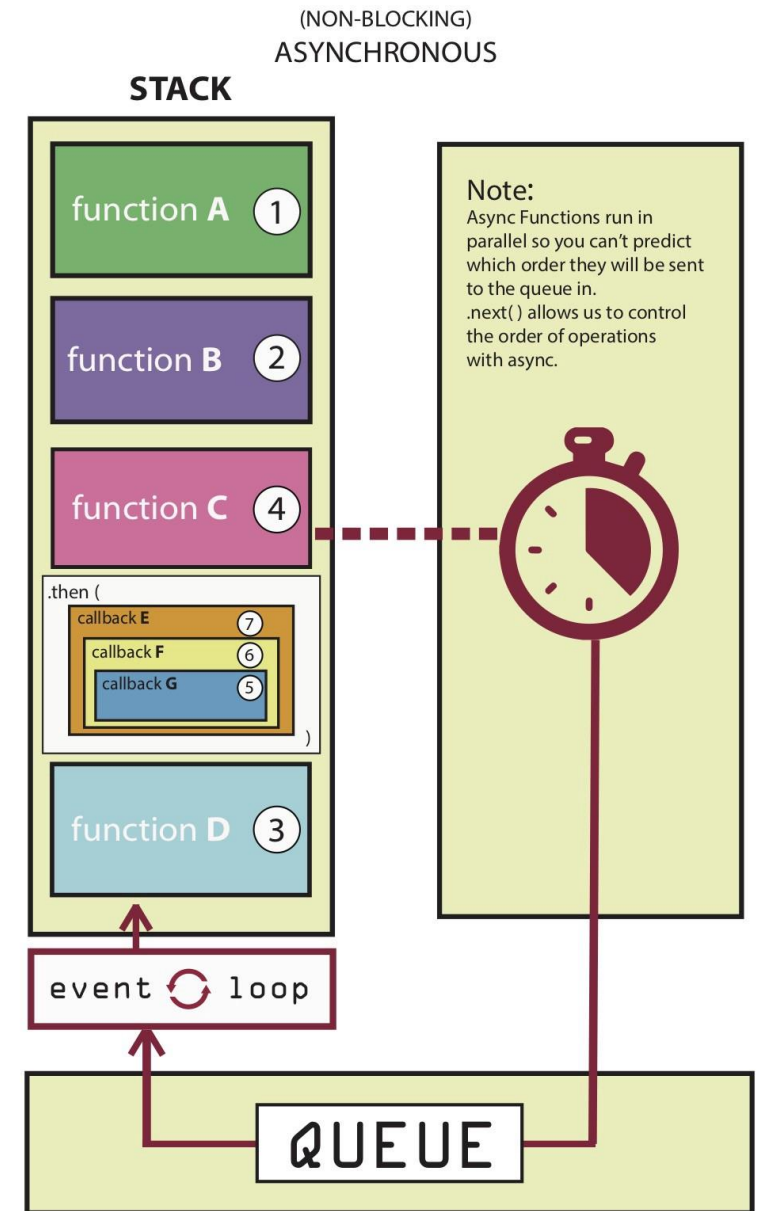 (NON-BLOCKING)
ASYNCHRONOUS
STACK
function A 1
function B 2
function C 4
.then (
callback E 7
callback F 6
callback G 5
)
function D 3
event loop
Note:
Async Functions run in
parallel so you can't predict
which order they will be sent
to the queue in.
.next( ) allows us to control
the order of operations
with async.
QUEUE